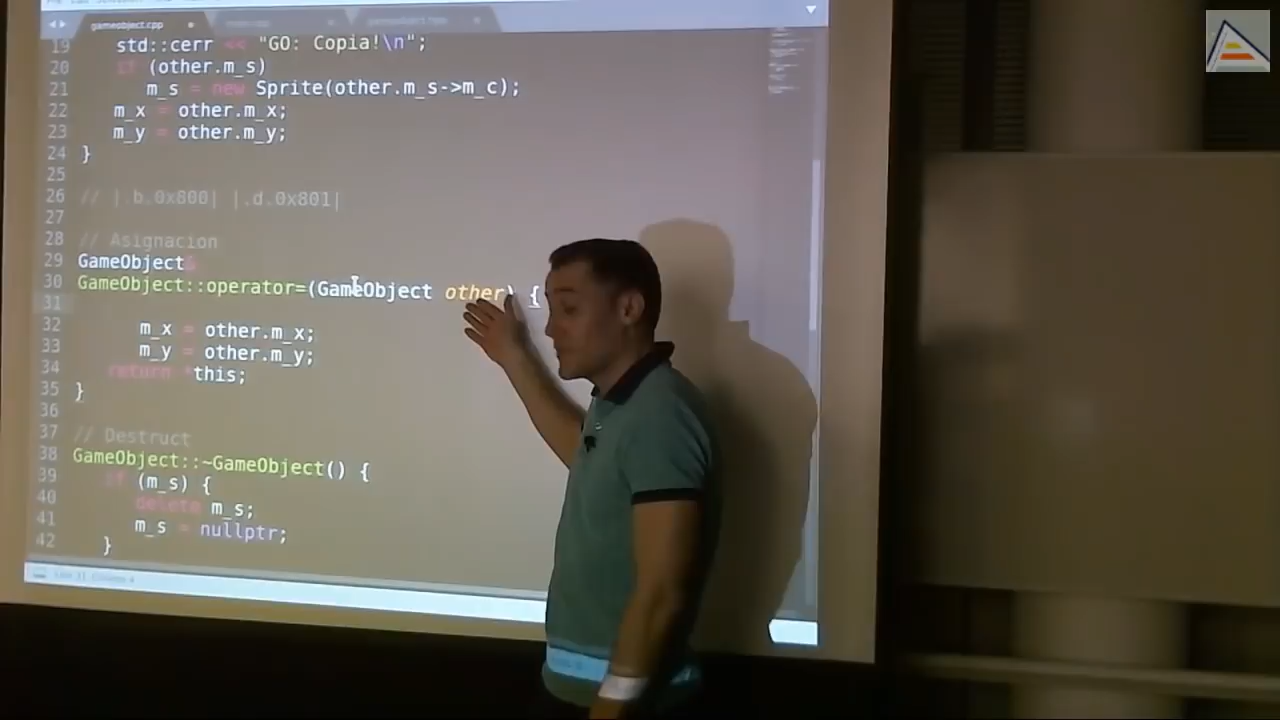 gameobject.cpp
19 std::cerr << "GO: Copia!\n";
20 if (other.m_s)
21 m_s = new Sprite(other.m_s->m_c);
22 m_x = other.m_x;
23 m_y = other.m_y;
24 }
25
26 // |.b.0x800| |.d.0x801|
27
28 // Asignacion
29 GameObject&
30 GameObject::operator=(GameObject other) {
31
32 m_x = other.m_x;
33 m_y = other.m_y;
34 return *this;
35 }
36
37 // Destruct
38 GameObject::~GameObject() {
39 if (m_s) {
40 delete m_s;
41 m_s = nullptr;
42 }